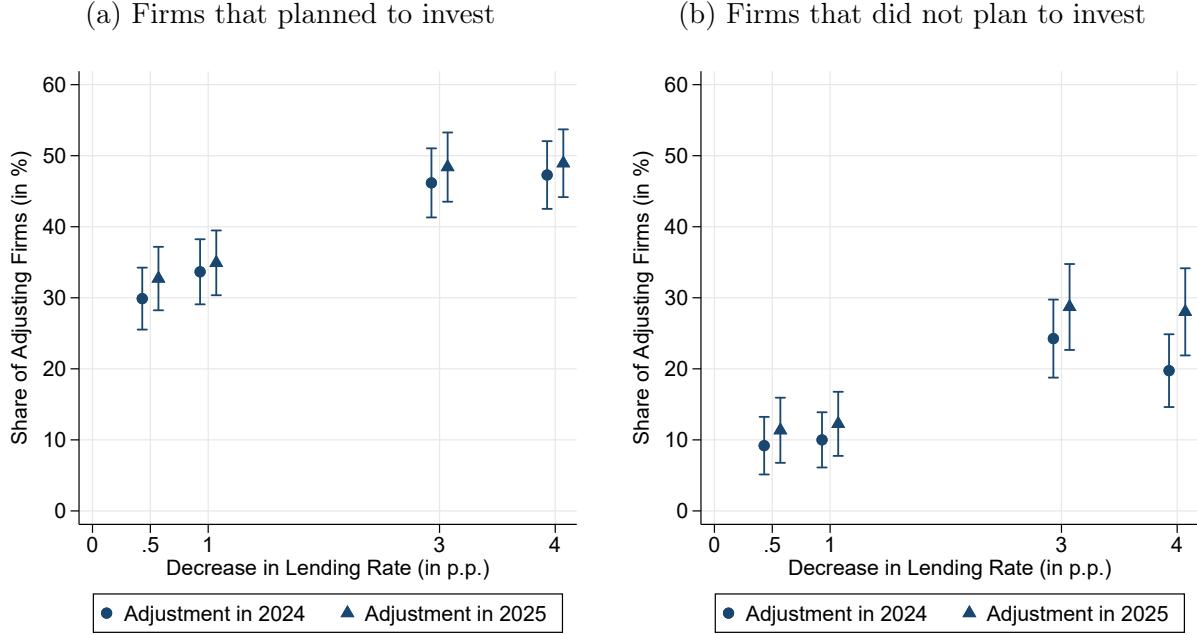 (a) Firms that planned to invest
Share of Adjusting Firms (in %)
60
50
40
30
20
10
0
0 .5 1 3 4
Decrease in Lending Rate (in p.p.)
Adjustment in 2024 Adjustment in 2025
(b) Firms that did not plan to invest
Share of Adjusting Firms (in %)
60
50
40
30
20
10
0
0 .5 1 3 4
Decrease in Lending Rate (in p.p.)
Adjustment in 2024 Adjustment in 2025